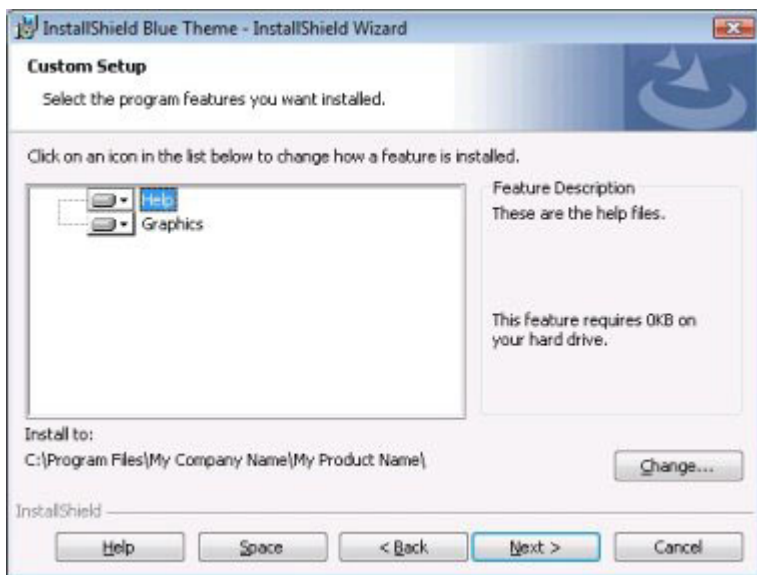 InstallShield Blue Theme - InstallShield Wizard
Custom Setup
Select the program features you want installed.
Click on an icon in the list below to change how a feature is installed.
Help
Graphics
Feature Description
These are the help files.
This feature requires 0KB on
your hard drive.
Install to:
C:\Program Files\My Company Name\My Product Name\
Change...
InstallShield
Help
Space
< Back
Next >
Cancel